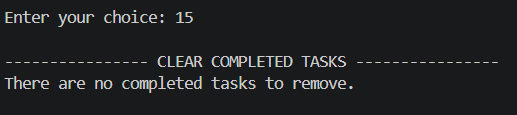 Enter your choice: 15
---------------- CLEAR COMPLETED TASKS ----------------
There are no completed tasks to remove.